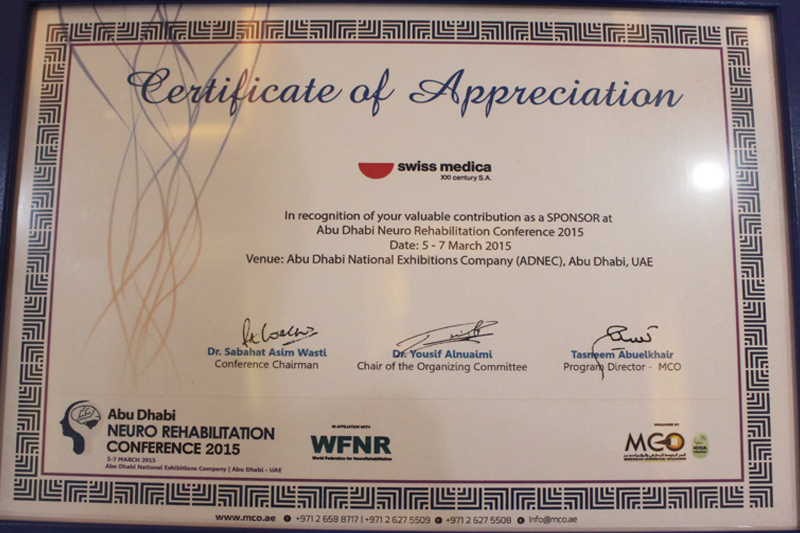 Certificate of Appreciation
swiss medica
XXI century S.A.
In recognition of your valuable contribution as a SPONSOR at
Abu Dhabi Neuro Rehabilitation Conference 2015
Date: 5 - 7 March 2015
Venue: Abu Dhabi National Exhibitions Company (ADNEC), Abu Dhabi, UAE
Dr. Sabahat Asim Wasti
Conference Chairman
Dr. Yousif Alnuaimi
Chair of the Organizing Committee
Tasneem Abuelkhair
Program Director - MCO
Abu Dhabi
NEURO REHABILITATION
CONFERENCE 2015
5-7 MARCH 2015
Abu Dhabi National Exhibitions Company | Abu Dhabi - UAE
IN AFFILIATION WITH
WFNR
World Federation for NeuroRehabilitation
ORGANISED BY
MCO
www.mco.ae +971 2 658 8717 | +971 2 627 5509 +971 2 627 5508 info@mco.ae